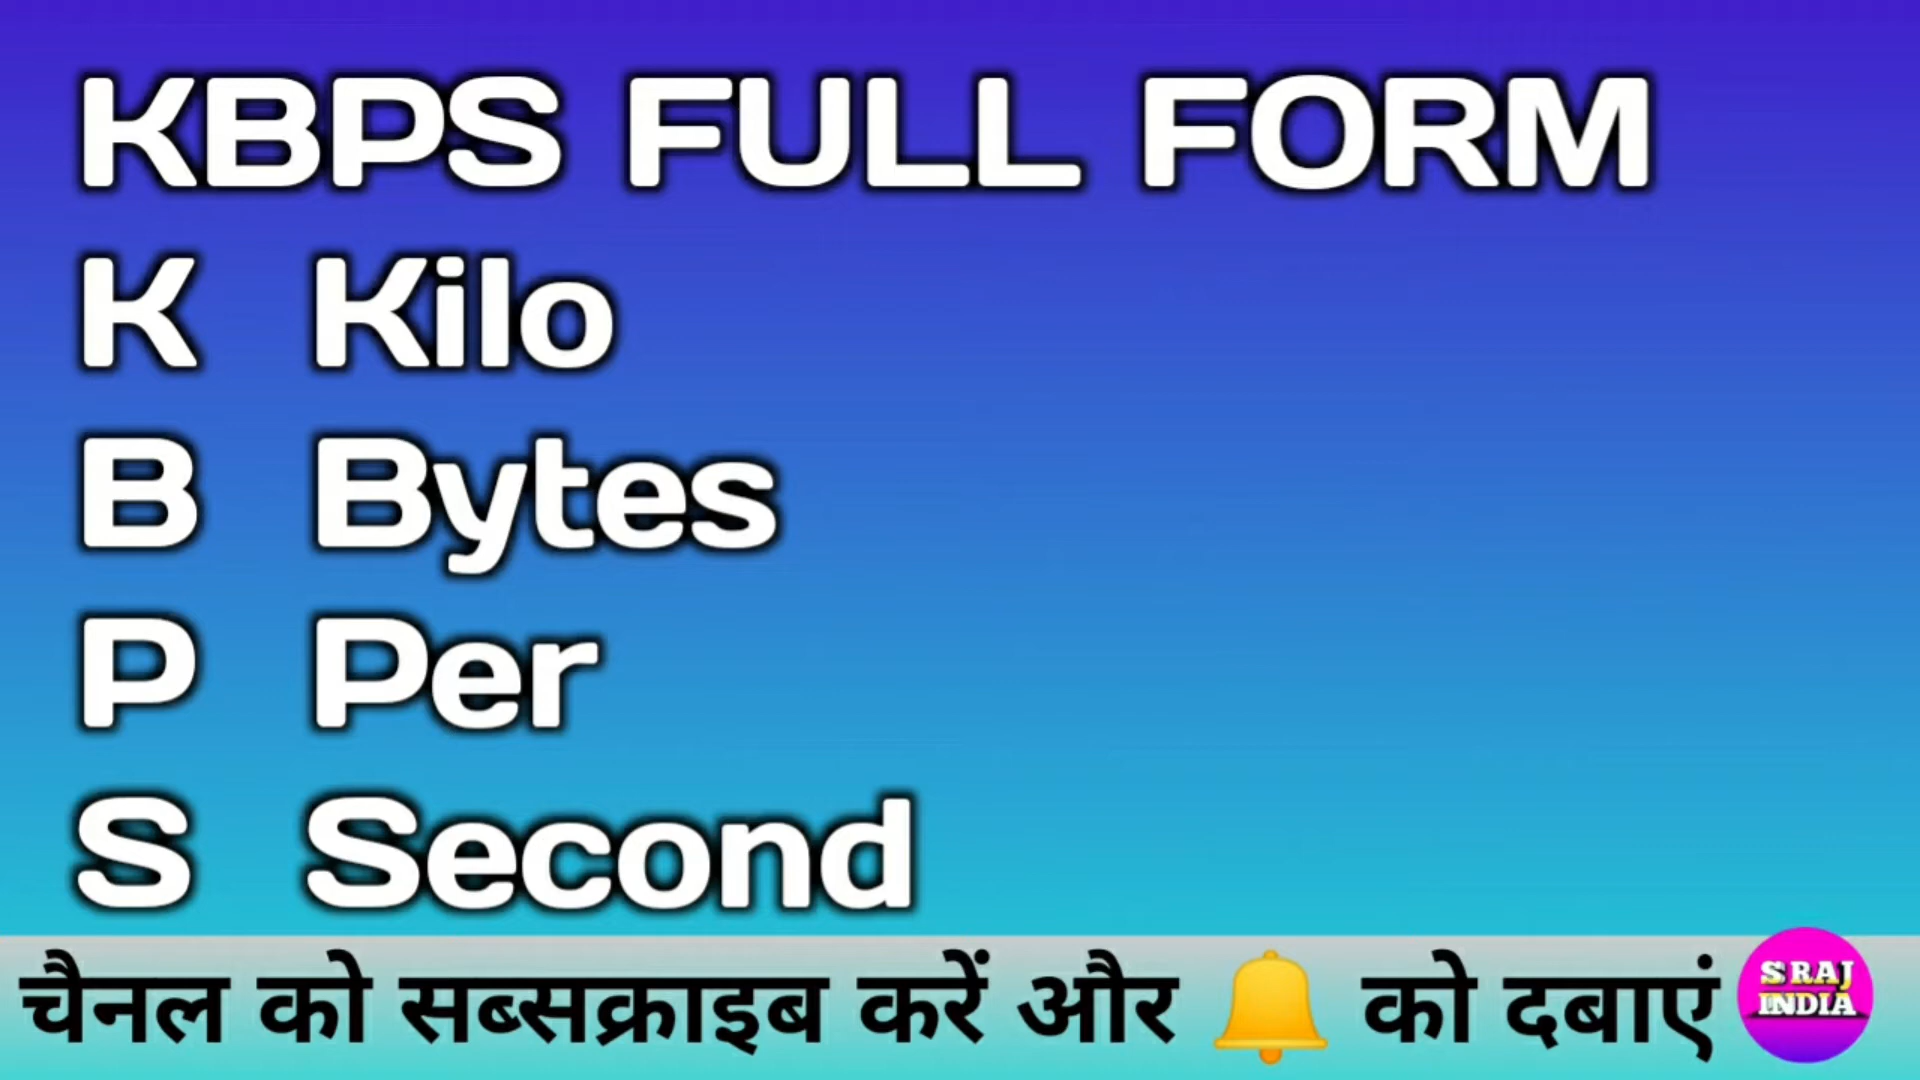 KBPS FULL FORM
K Kilo
B Bytes
P Per
S Second
चैनल को सब्सक्राइब करें और 🔔 को दबाएं
S RAJ
INDIA